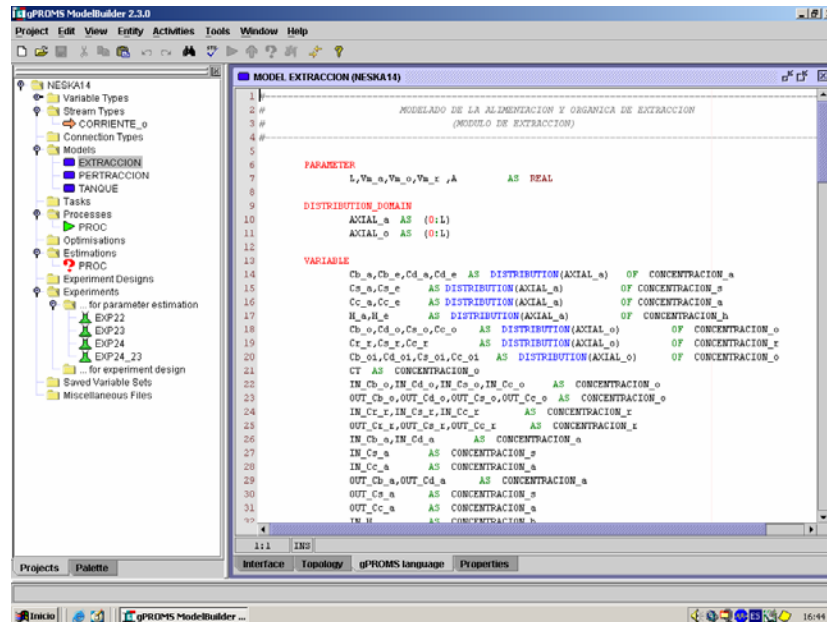 gPROMS ModelBuilder 2.3.0
Project Edit View Entity Activities Tools Window Help
NESKA14
Variable Types
Stream Types
CORRIENTE_o
Connection Types
Models
EXTRACCION
PERTRACCION
TANQUE
Tasks
Processes
PROC
Optimisations
Estimations
PROC
Experiment Designs
Experiments
... for parameter estimation
EXP22
EXP23
EXP24
EXP24_23
... for experiment design
Saved Variable Sets
Miscellaneous Files
Projects Palette
MODEL EXTRACCION (NESKA14)
1 #
2 # MODELADO DE LA ALIMENTACION Y ORGANICA DE EXTRACCION
3 # (MODULO DE EXTRACCION)
4 #
5
6 PARAMETER
7 L,Vm_a,Vm_o,Vm_r ,A AS REAL
8
9 DISTRIBUTION_DOMAIN
10 AXIAL_a AS (0:L)
11 AXIAL_o AS (0:L)
12
13 VARIABLE
14 Cb_a,Cb_e,Cd_a,Cd_e AS DISTRIBUTION(AXIAL_a) OF CONCENTRACION_a
15 Cs_a,Cs_e AS DISTRIBUTION(AXIAL_a) OF CONCENTRACION_s
16 Cc_a,Cc_e AS DISTRIBUTION(AXIAL_a) OF CONCENTRACION_a
17 H_a,H_e AS DISTRIBUTION(AXIAL_a) OF CONCENTRACION_h
18 Cb_o,Cd_o,Cs_o,Cc_o AS DISTRIBUTION(AXIAL_o) OF CONCENTRACION_o
19 Cr_r,Cs_r,Cc_r AS DISTRIBUTION(AXIAL_o) OF CONCENTRACION_r
20 Cb_oi,Cd_oi,Cs_oi,Cc_oi AS DISTRIBUTION(AXIAL_o) OF CONCENTRACION_o
21 CT AS CONCENTRACION_o
22 IN_Cb_o,IN_Cd_o,IN_Cs_o,IN_Cc_o AS CONCENTRACION_o
23 OUT_Cb_o,OUT_Cd_o,OUT_Cs_o,OUT_Cc_o AS CONCENTRACION_o
24 IN_Cr_r,IN_Cs_r,IN_Cc_r AS CONCENTRACION_r
25 OUT_Cr_r,OUT_Cs_r,OUT_Cc_r AS CONCENTRACION_r
26 IN_Cb_a,IN_Cd_a AS CONCENTRACION_a
27 IN_Cs_a AS CONCENTRACION_s
28 IN_Cc_a AS CONCENTRACION_a
29 OUT_Cb_a,OUT_Cd_a AS CONCENTRACION_a
30 OUT_Cs_a AS CONCENTRACION_s
31 OUT_Cc_a AS CONCENTRACION_a
32 IN_H AS CONCENTRACION_h
1:1 INS
Interface Topology gPROMS language Properties
Inicio gPROMS ModelBuilder ... ES 16:44